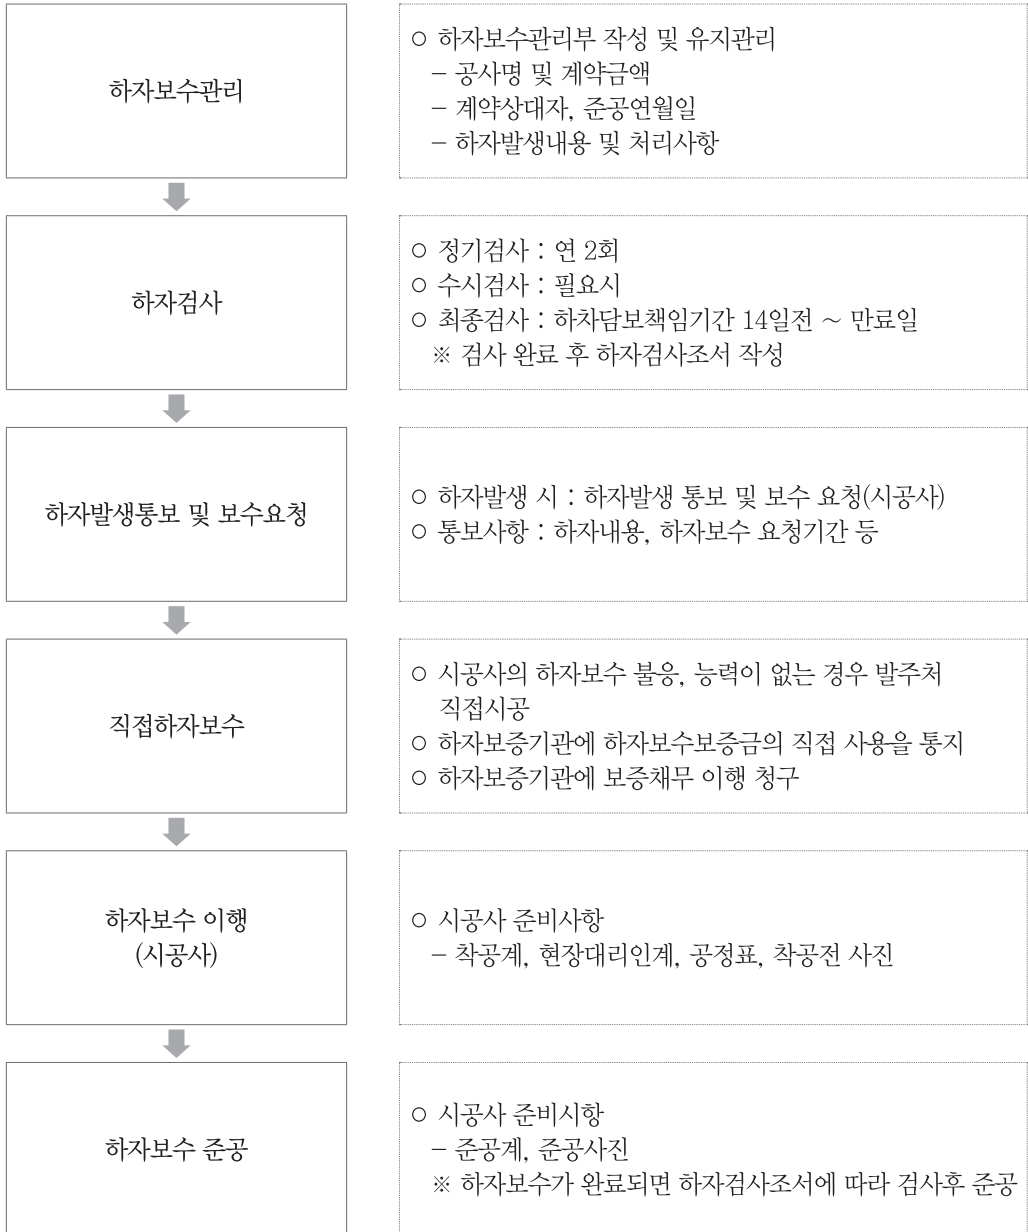 하자보수관리
○ 하자보수관리부 작성 및 유지관리
– 공사명 및 계약금액
– 계약상대자, 준공연월일
– 하자발생내용 및 처리사항
하자검사
○ 정기검사 : 연 2회
○ 수시검사 : 필요시
○ 최종검사 : 하차담보책임기간 14일전 ~ 만료일
※ 검사 완료 후 하자검사조서 작성
하자발생통보 및 보수요청
○ 하자발생 시 : 하자발생 통보 및 보수 요청(시공사)
○ 통보사항 : 하자내용, 하자보수 요청기간 등
직접하자보수
○ 시공사의 하자보수 불응, 능력이 없는 경우 발주처
직접시공
○ 하자보증기관에 하자보수보증금의 직접 사용을 통지
○ 하자보증기관에 보증채무 이행 청구
하자보수 이행
(시공사)
○ 시공사 준비사항
– 착공계, 현장대리인계, 공정표, 착공전 사진
하자보수 준공
○ 시공사 준비시항
– 준공계, 준공사진
※ 하자보수가 완료되면 하자검사조서에 따라 검사후 준공